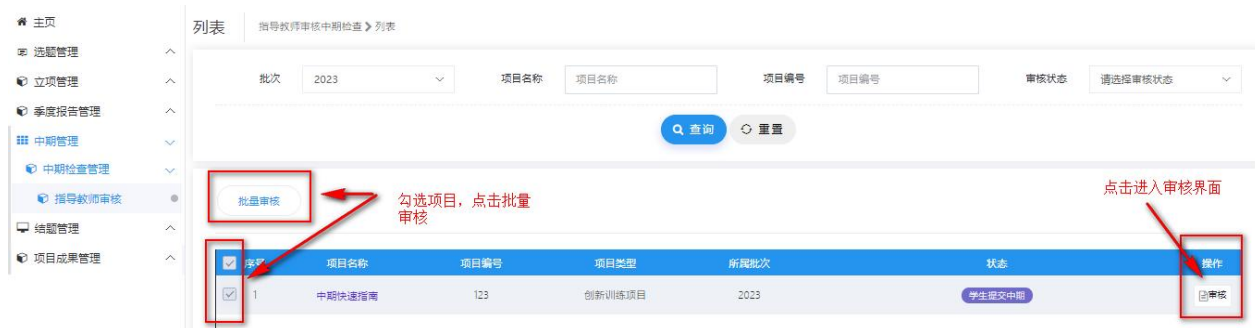 主页
选题管理
立项管理
季度报告管理
中期管理
中期检查管理
指导教师审核
结题管理
项目成果管理
列表 指导教师审核中期检查 列表
批次 2023 项目名称 项目名称 项目编号 项目编号 审核状态 请选择审核状态
查询 重置
批量审核
勾选项目，点击批量
审核
点击进入审核界面
序号 项目名称 项目编号 项目类型 所属批次 状态 操作
1 中期快速指南 123 创新训练项目 2023 学生提交中期 审核